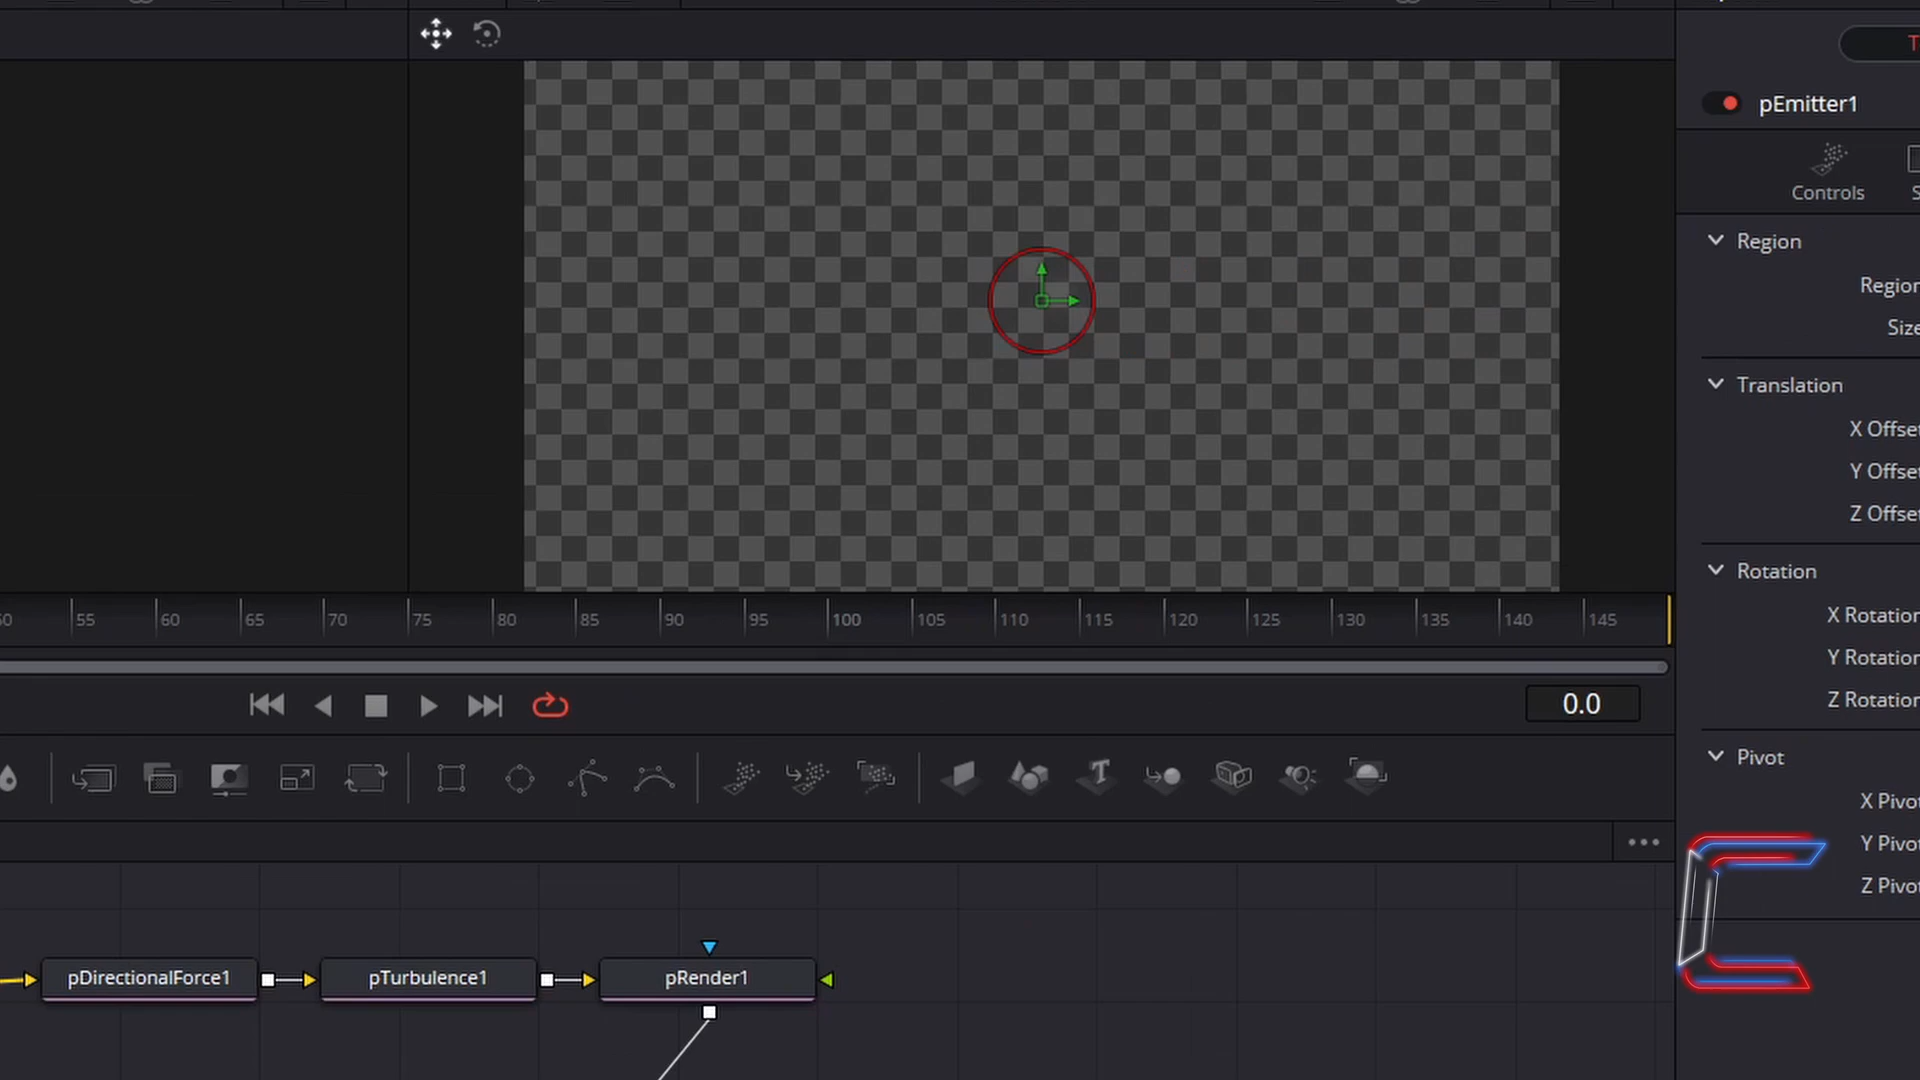 T
pEmitter1
Controls
S
Region
Region
Size
Translation
X Offset
Y Offset
Z Offset
Rotation
X Rotation
Y Rotation
Z Rotation
Pivot
X Pivot
Y Pivot
Z Pivot
55 60 65 70 75 80 85 90 95 100 105 110 115 120 125 130 135 140 145
0.0
pDirectionalForce1
pTurbulence1
pRender1